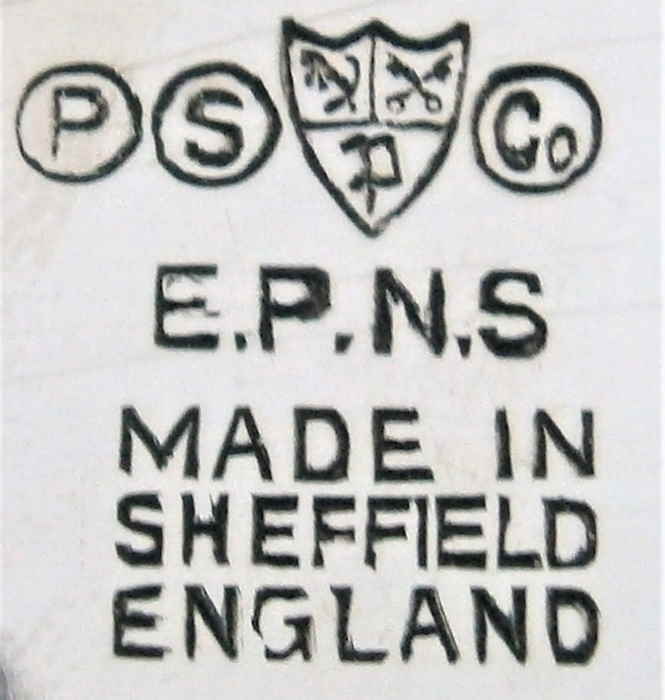 P S P Co
E.P.N.S
MADE IN
SHEFFIELD
ENGLAND